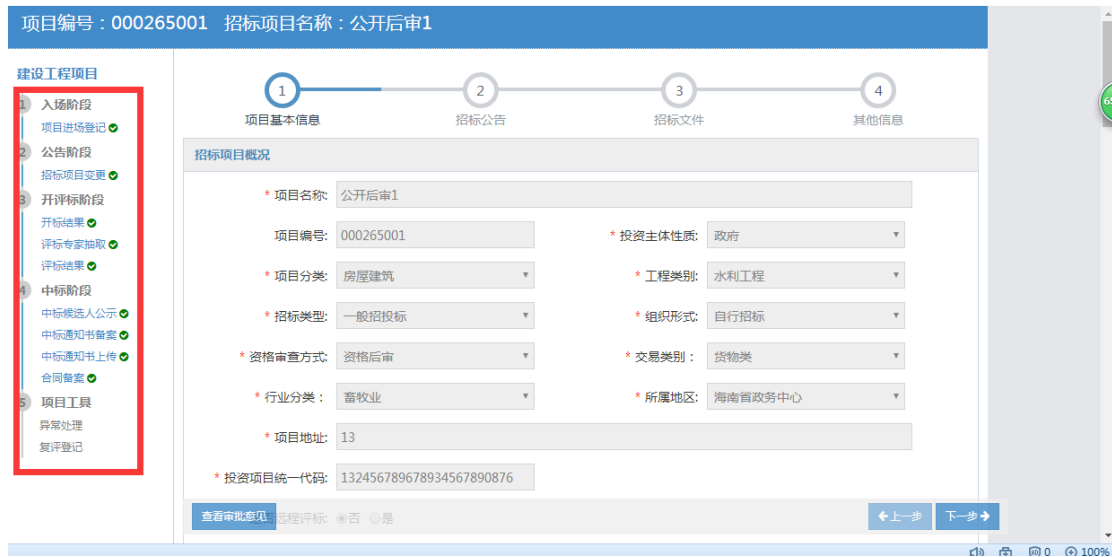 项目编号：000265001 招标项目名称：公开后审1
建设工程项目
1 入场阶段
项目进场登记
2 公告阶段
招标项目变更
3 开评标阶段
开标结果
评标专家抽取
评标结果
4 中标阶段
中标候选人公示
中标通知书备案
中标通知书上传
合同备案
5 项目工具
异常处理
复评登记
1 2 3 4
项目基本信息 招标公告 招标文件 其他信息
招标项目概况
* 项目名称: 公开后审1
项目编号: 000265001 * 投资主体性质: 政府
* 项目分类: 房屋建筑 * 工程类别: 水利工程
* 招标类型: 一般招投标 * 组织形式: 自行招标
* 资格审查方式: 资格后审 * 交易类别： 货物类
* 行业分类： 畜牧业 * 所属地区: 海南省政务中心
* 项目地址: 13
* 投资项目统一代码: 132456789678934567890876
查看审批意见 远程评标: 否 是 上一步 下一步
0 100%